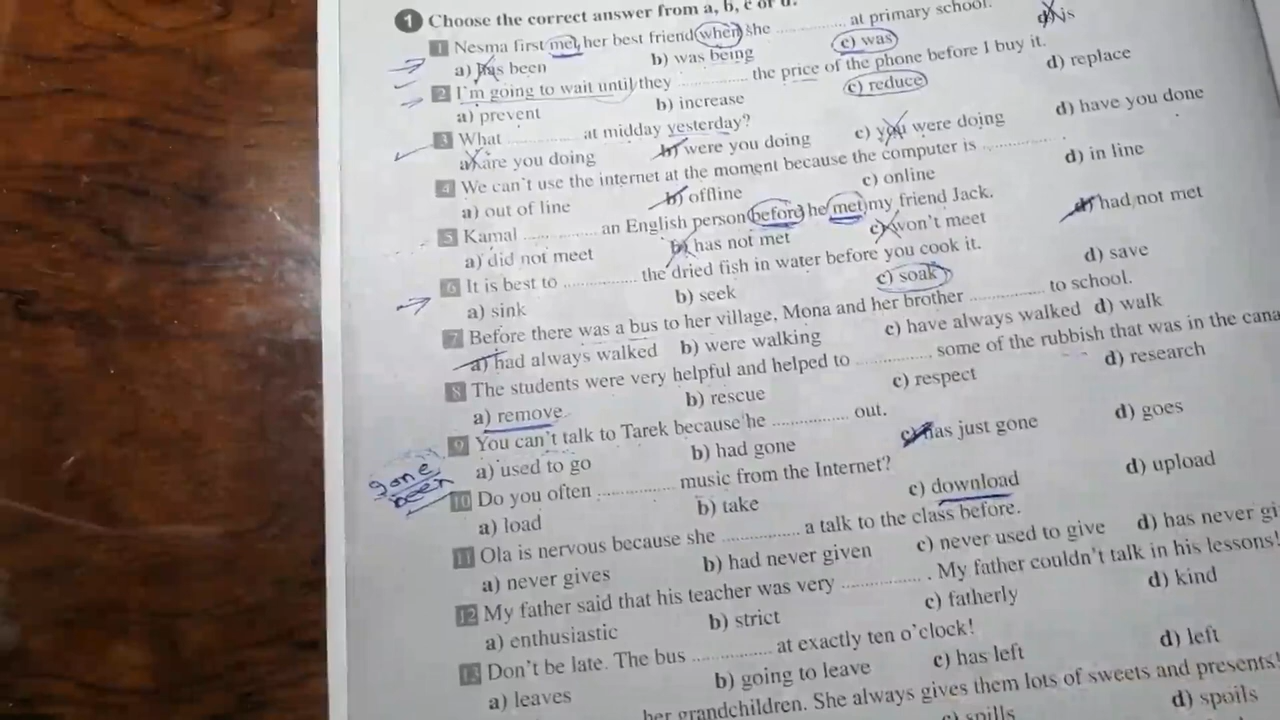 1 Choose the correct answer from a, b, c or d.
1 Nesma first met her best friend when she ............ at primary school.
a) has been b) was being c) was d) is
2 I'm going to wait until they ............ the price of the phone before I buy it.
a) prevent b) increase c) reduce d) replace
3 What ............ at midday yesterday?
a) are you doing b) were you doing c) you were doing d) have you done
4 We can't use the internet at the moment because the computer is ............ .
a) out of line b) offline c) online d) in line
5 Kamal ............ an English person before he met my friend Jack.
a) did not meet b) has not met c) won't meet d) had not met
6 It is best to ............ the dried fish in water before you cook it.
a) sink b) seek c) soak d) save
7 Before there was a bus to her village, Mona and her brother ............ to school.
a) had always walked b) were walking c) have always walked d) walk
8 The students were very helpful and helped to ............ some of the rubbish that was in the cana
a) remove b) rescue c) respect d) research
9 You can't talk to Tarek because he ............ out.
a) used to go b) had gone c) has just gone d) goes
gone
been
10 Do you often ............ music from the Internet?
a) load b) take c) download d) upload
11 Ola is nervous because she ............ a talk to the class before.
a) never gives b) had never given c) never used to give d) has never gi
12 My father said that his teacher was very ............ . My father couldn't talk in his lessons!
a) enthusiastic b) strict c) fatherly d) kind
13 Don't be late. The bus ............ at exactly ten o'clock!
a) leaves b) going to leave c) has left d) left
her grandchildren. She always gives them lots of sweets and presents!
c) spills d) spoils